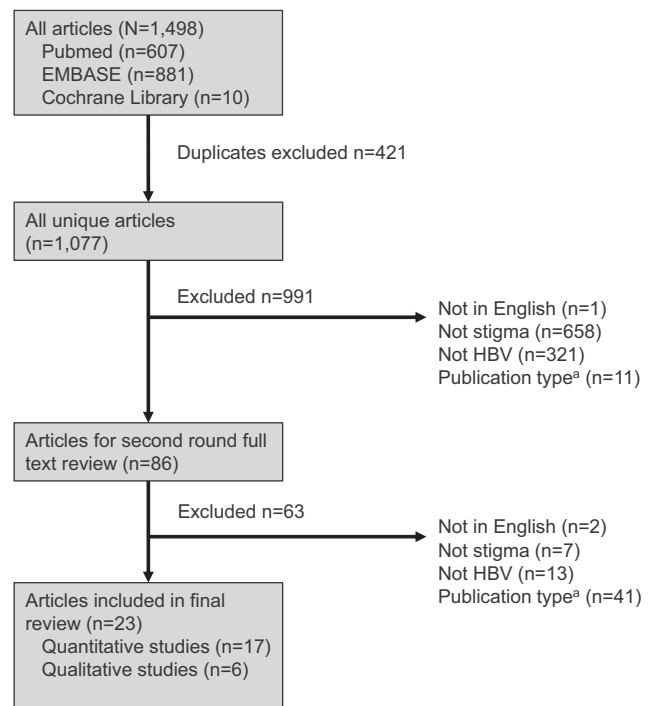 All articles (N=1,498)
Pubmed (n=607)
EMBASE (n=881)
Cochrane Library (n=10)
Duplicates excluded n=421
All unique articles
(n=1,077)
Excluded n=991
Not in English (n=1)
Not stigma (n=658)
Not HBV (n=321)
Publication typeᵃ (n=11)
Articles for second round full
text review (n=86)
Excluded n=63
Not in English (n=2)
Not stigma (n=7)
Not HBV (n=13)
Publication typeᵃ (n=41)
Articles included in final
review (n=23)
Quantitative studies (n=17)
Qualitative studies (n=6)